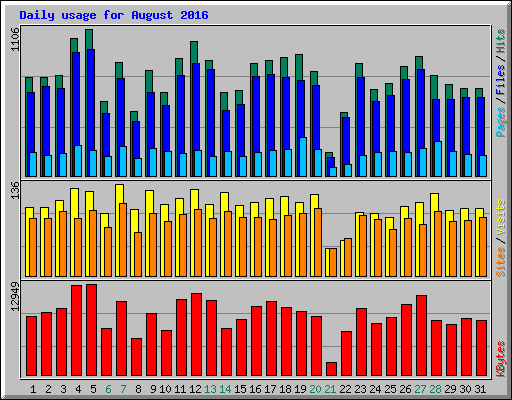 Daily usage for August 2016
1106
Pages / Files / Hits
136
Sites / Visits
12949
KBytes
1 2 3 4 5 6 7 8 9 10 11 12 13 14 15 16 17 18 19 20 21 22 23 24 25 26 27 28 29 30 31